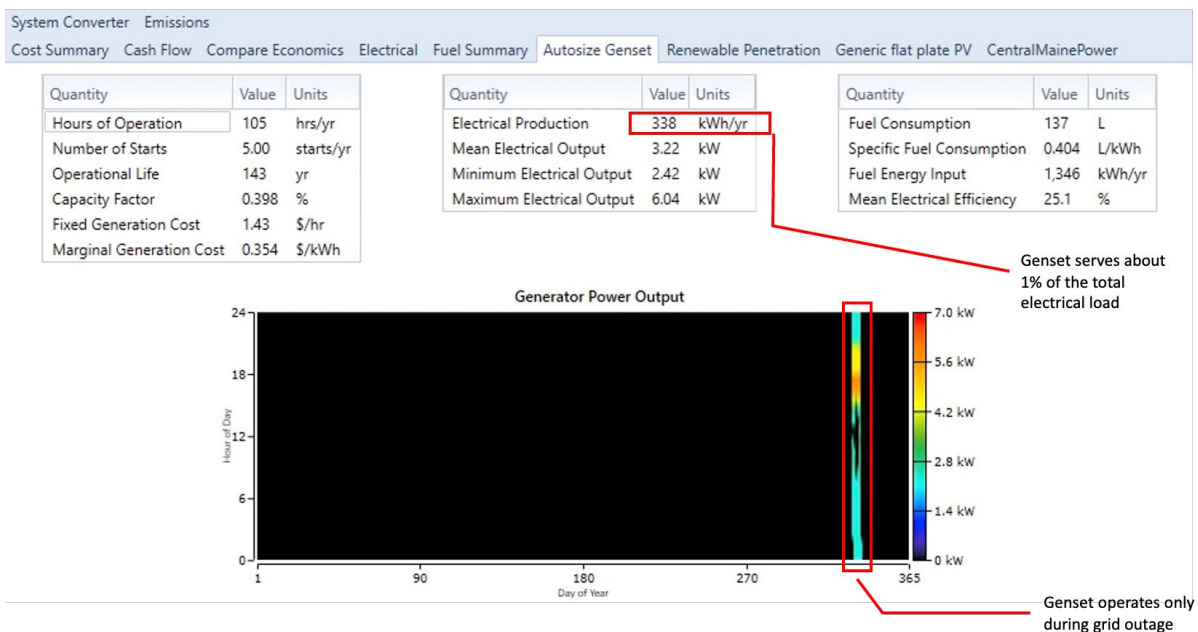 System Converter Emissions
Cost Summary Cash Flow Compare Economics Electrical Fuel Summary Autosize Genset Renewable Penetration Generic flat plate PV CentralMainePower
Quantity Value Units
Hours of Operation 105 hrs/yr
Number of Starts 5.00 starts/yr
Operational Life 143 yr
Capacity Factor 0.398 %
Fixed Generation Cost 1.43 $/hr
Marginal Generation Cost 0.354 $/kWh
Quantity Value Units
Electrical Production 338 kWh/yr
Mean Electrical Output 3.22 kW
Minimum Electrical Output 2.42 kW
Maximum Electrical Output 6.04 kW
Quantity Value Units
Fuel Consumption 137 L
Specific Fuel Consumption 0.404 L/kWh
Fuel Energy Input 1,346 kWh/yr
Mean Electrical Efficiency 25.1 %
Genset serves about
1% of the total
electrical load
Generator Power Output
24
18
12
6
0
Hour of Day
1 90 180 270 365
Day of Year
7.0 kW
5.6 kW
4.2 kW
2.8 kW
1.4 kW
0 kW
Genset operates only
during grid outage